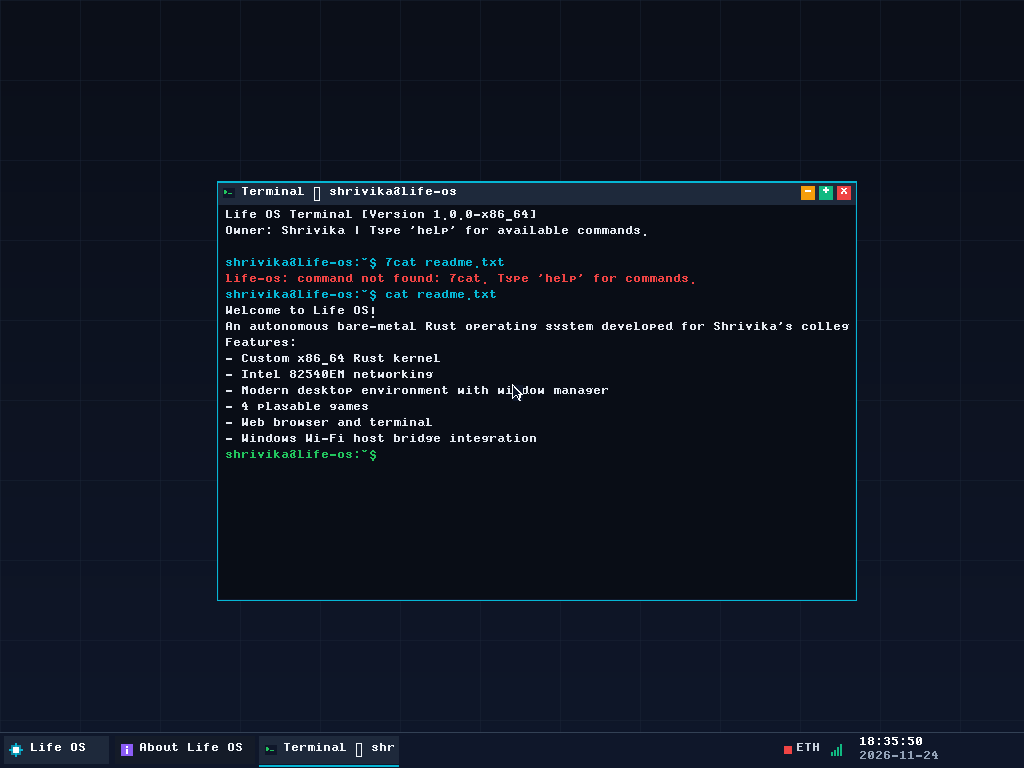 Terminal ▯ shrivika@life-os
Life OS Terminal [Version 1.0.0-x86_64]
Owner: Shrivika | Type 'help' for available commands.
shrivika@life-os:~$ 7cat readme.txt
life-os: command not found: 7cat. Type 'help' for commands.
shrivika@life-os:~$ cat readme.txt
Welcome to Life OS!
An autonomous bare-metal Rust operating system developed for Shrivika's colleg
Features:
- Custom x86_64 Rust kernel
- Intel 82540EM networking
- Modern desktop environment with window manager
- 4 playable games
- Web browser and terminal
- Windows Wi-Fi host bridge integration
shrivika@life-os:~$
Life OS
About Life OS
Terminal ▯ shr
ETH
18:35:50
2026-11-24